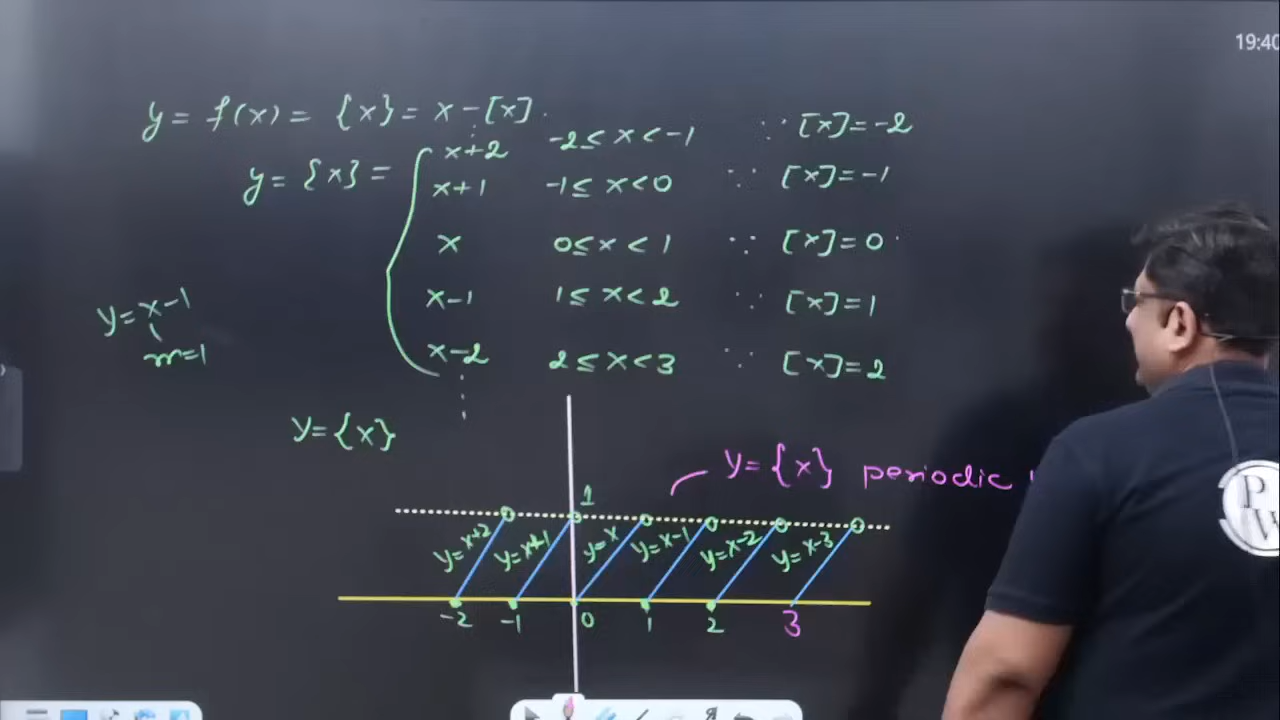 19:40
y = f(x) = {x} = x - [x].
y = {x} =
x+2 -2 ≤ x < -1 ∵ [x] = -2
x+1 -1 ≤ x < 0 ∵ [x] = -1
x 0 ≤ x < 1 ∵ [x] = 0
x-1 1 ≤ x < 2 ∵ [x] = 1
x-2 2 ≤ x < 3 ∵ [x] = 2
y = x-1
m=1
y = {x}
y = {x} periodic
1
y=x+2 y=x+1 y=x y=x-1 y=x-2 y=x-3
-2 -1 0 1 2 3
P
W